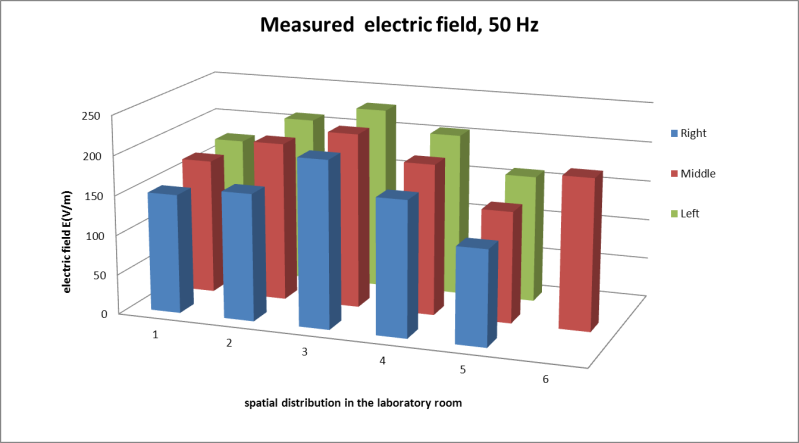 Measured  electric field, 50 Hz
250
200
150
100
50
0
electric field E(V/m)
1
2
3
4
5
6
spatial distribution in the laboratory room
Right
Middle
Left